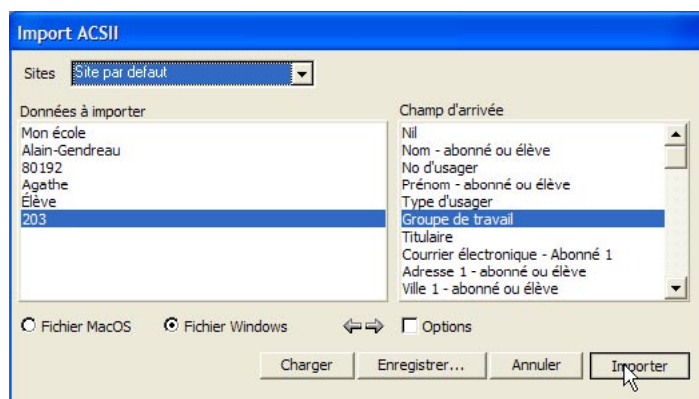 Import ACSII
Sites Site par defaut
Données à importer
Mon école
Alain-Gendreau
80192
Agathe
Élève
203
Champ d'arrivée
Nil
Nom - abonné ou élève
No d'usager
Prénom - abonné ou élève
Type d'usager
Groupe de travail
Titulaire
Courrier électronique - Abonné 1
Adresse 1 - abonné ou élève
Ville 1 - abonné ou élève
Fichier MacOS Fichier Windows Options
Charger Enregistrer... Annuler Importer